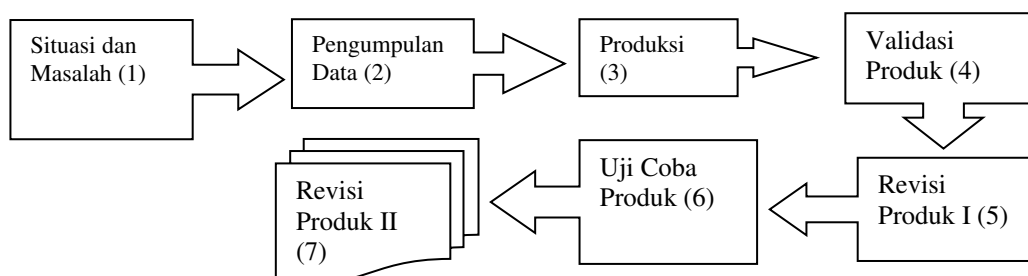 Situasi dan
Masalah (1)
Pengumpulan
Data (2)
Produksi
(3)
Validasi
Produk (4)
Revisi
Produk I (5)
Uji Coba
Produk (6)
Revisi
Produk II
(7)